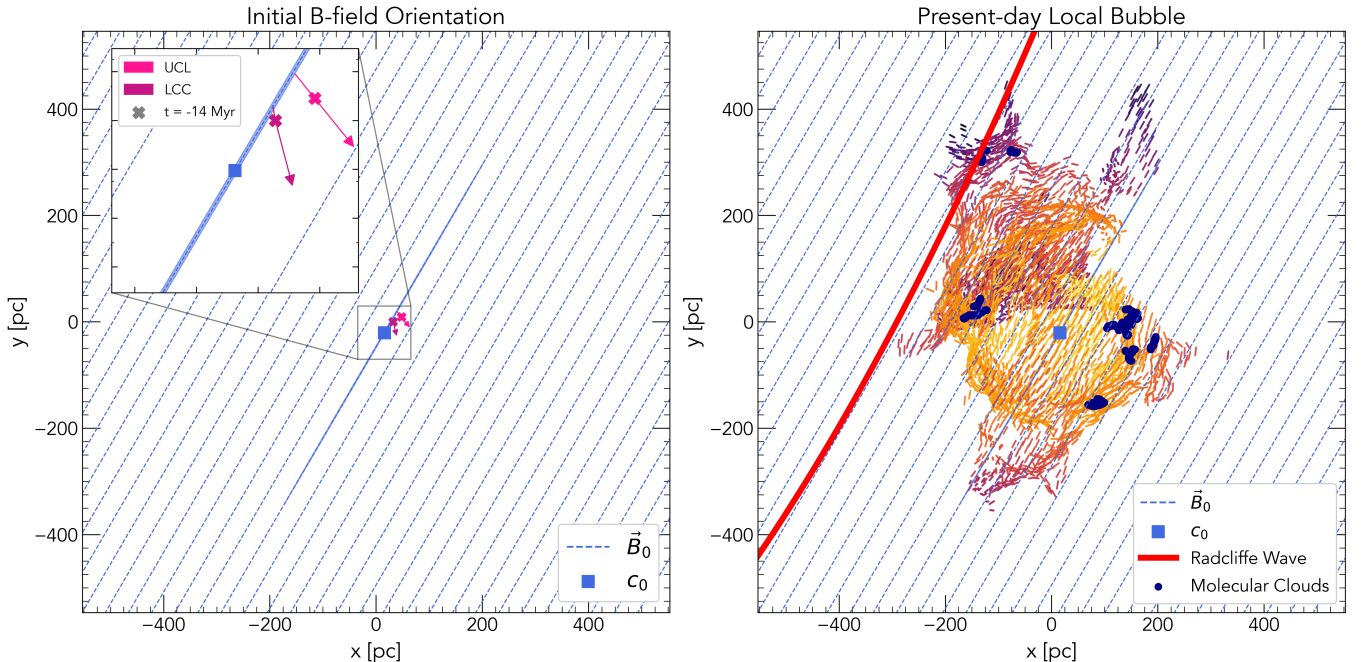 Initial B-field Orientation
UCL
LCC
t = -14 Myr
400
200
0
−200
−400
y [pc]
−400
−200
0
200
400
x [pc]
B⃗₀
c₀
Present-day Local Bubble
400
200
0
−200
−400
y [pc]
−400
−200
0
200
400
x [pc]
B⃗₀
c₀
Radcliffe Wave
Molecular Clouds